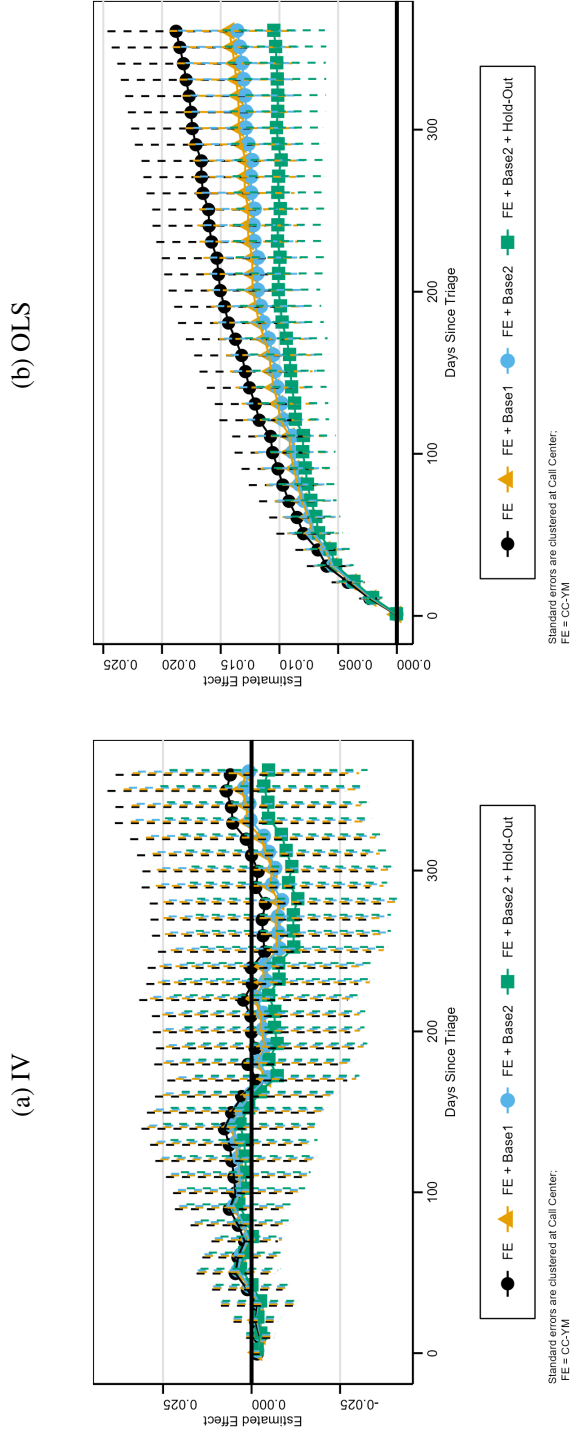 (a) IV
Estimated Effect
0.025
0.000
-0.025
0
100
200
300
Days Since Triage
FE
FE + Base1
FE + Base2
FE + Base2 + Hold-Out
Standard errors are clustered at Call Center;
FE = CC-YM
(b) OLS
Estimated Effect
0.025
0.020
0.015
0.010
0.005
0.000
0
100
200
300
Days Since Triage
FE
FE + Base1
FE + Base2
FE + Base2 + Hold-Out
Standard errors are clustered at Call Center;
FE = CC-YM